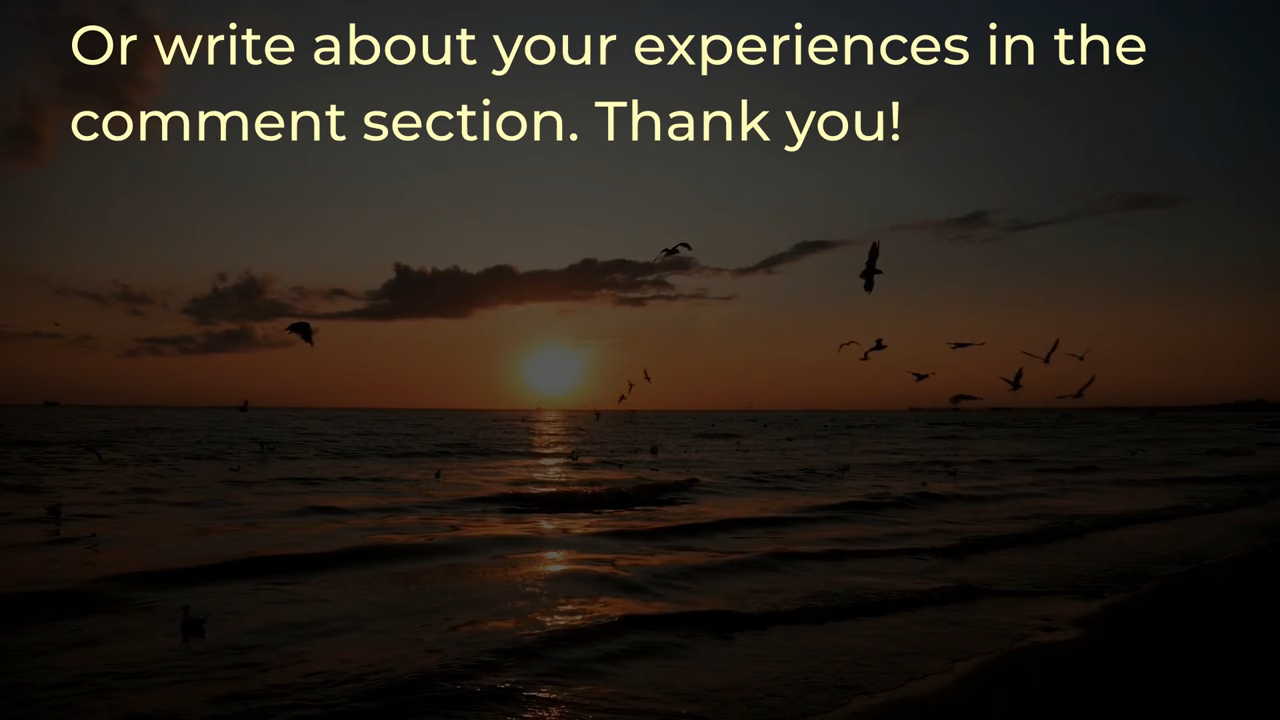 Or write about your experiences in the
comment section. Thank you!